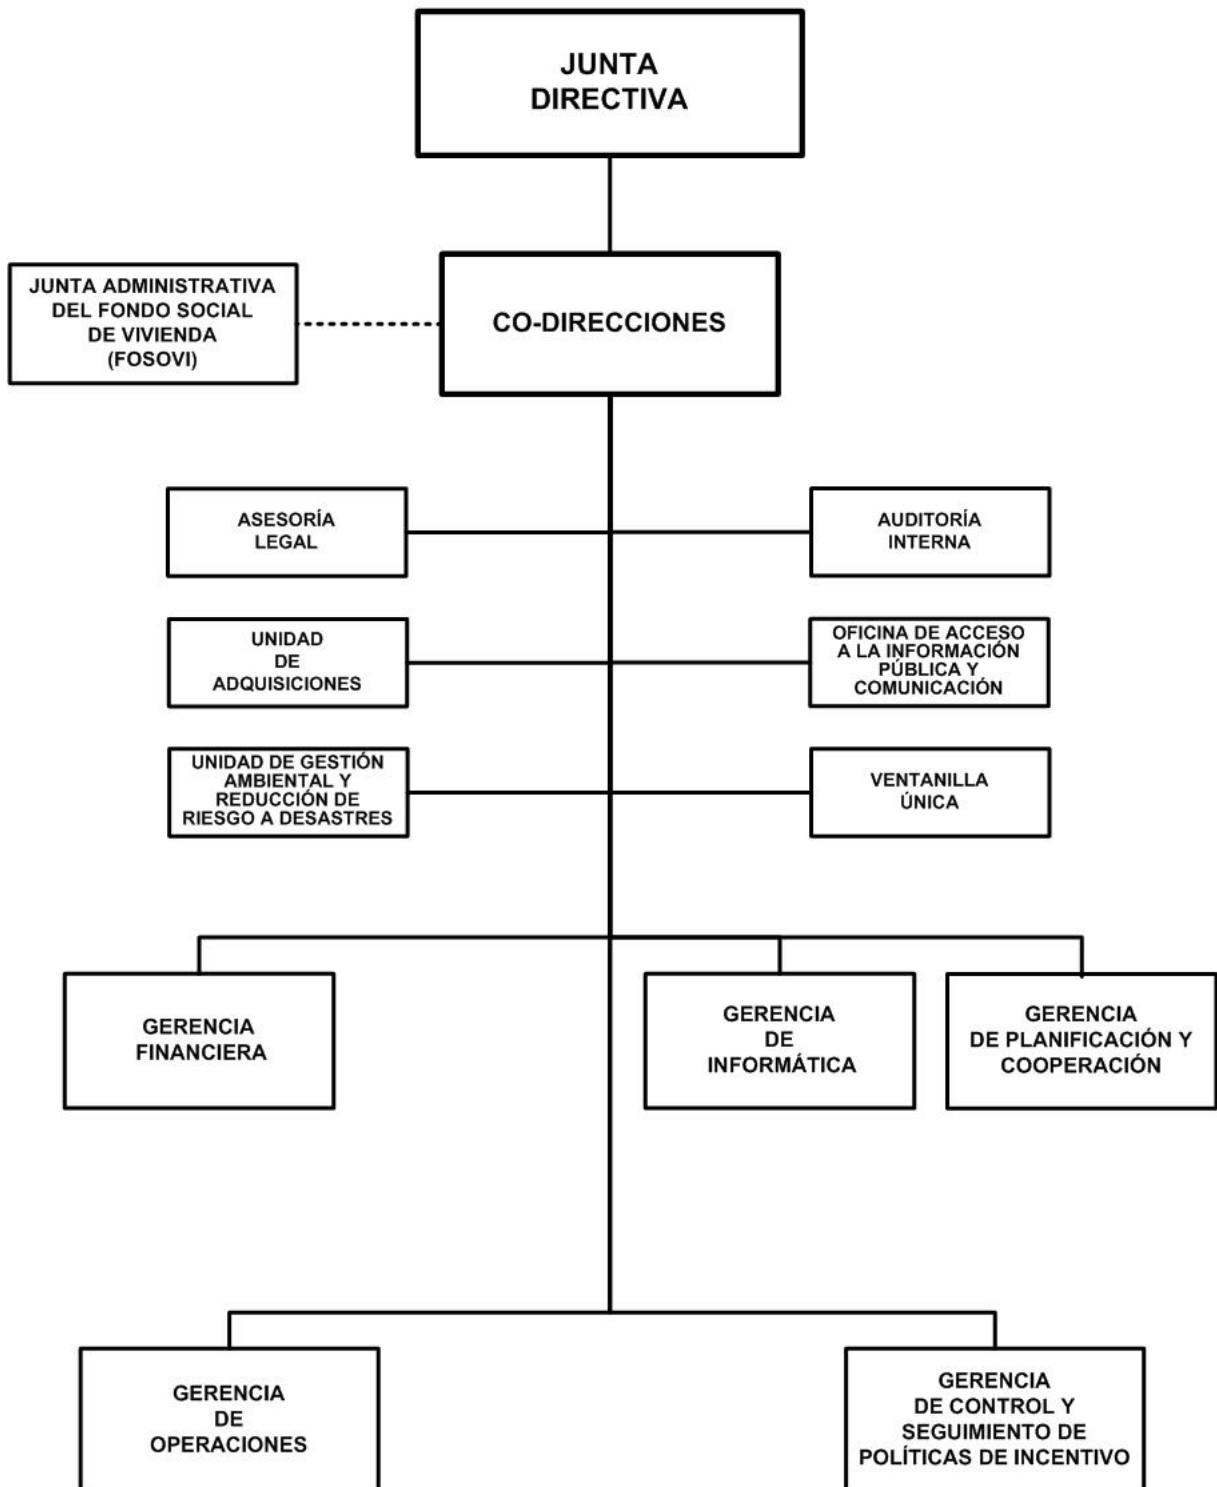 JUNTA
DIRECTIVA
JUNTA ADMINISTRATIVA
DEL FONDO SOCIAL
DE VIVIENDA
(FOSOVI)
CO-DIRECCIONES
ASESORÍA
LEGAL
AUDITORÍA
INTERNA
UNIDAD
DE
ADQUISICIONES
OFICINA DE ACCESO
A LA INFORMACIÓN
PÚBLICA Y
COMUNICACIÓN
UNIDAD DE GESTIÓN
AMBIENTAL Y
REDUCCIÓN DE
RIESGO A DESASTRES
VENTANILLA
ÚNICA
GERENCIA
FINANCIERA
GERENCIA
DE
INFORMÁTICA
GERENCIA
DE PLANIFICACIÓN Y
COOPERACIÓN
GERENCIA
DE
OPERACIONES
GERENCIA
DE CONTROL Y
SEGUIMIENTO DE
POLÍTICAS DE INCENTIVO